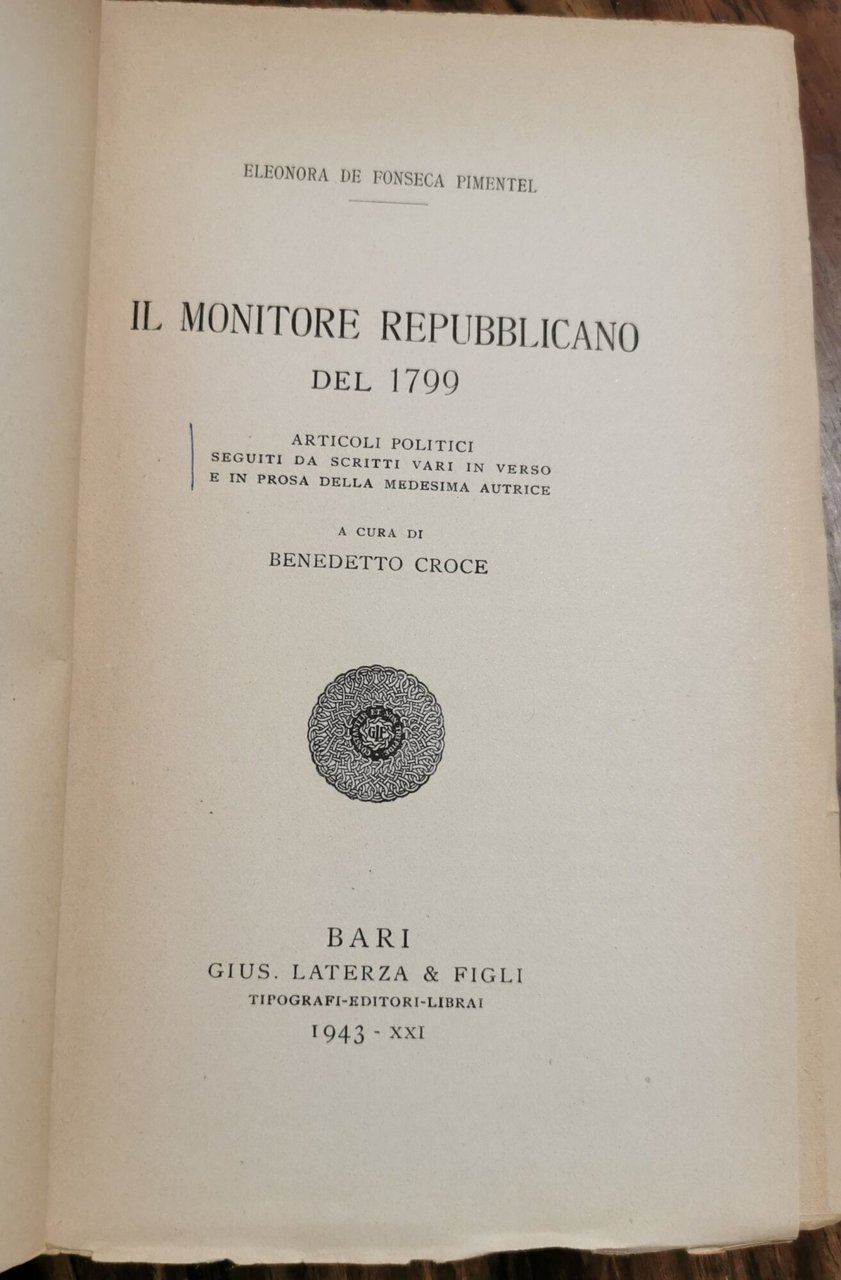 ELEONORA DE FONSECA PIMENTEL
IL MONITORE REPUBBLICANO
DEL 1799
ARTICOLI POLITICI
SEGUITI DA SCRITTI VARI IN VERSO
E IN PROSA DELLA MEDESIMA AUTRICE
A CURA DI
BENEDETTO CROCE
BARI
GIUS. LATERZA & FIGLI
TIPOGRAFI-EDITORI-LIBRAI
1943 - XXI